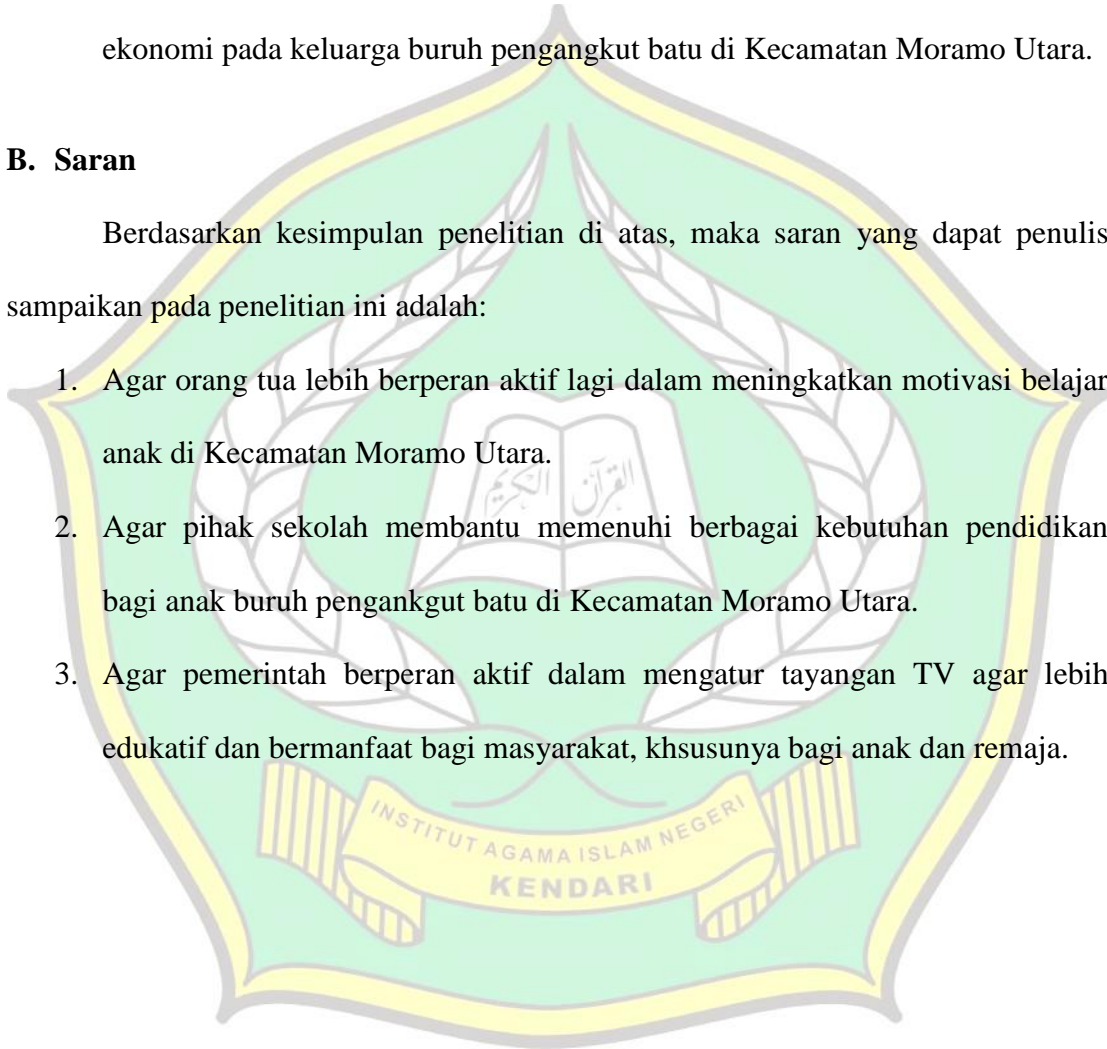 ekonomi pada keluarga buruh pengangkut batu di Kecamatan Moramo Utara.
B. Saran
Berdasarkan kesimpulan penelitian di atas, maka saran yang dapat penulis
sampaikan pada penelitian ini adalah:
1. Agar orang tua lebih berperan aktif lagi dalam meningkatkan motivasi belajar
anak di Kecamatan Moramo Utara.
2. Agar pihak sekolah membantu memenuhi berbagai kebutuhan pendidikan
bagi anak buruh pengankgut batu di Kecamatan Moramo Utara.
3. Agar pemerintah berperan aktif dalam mengatur tayangan TV agar lebih
edukatif dan bermanfaat bagi masyarakat, khsusunya bagi anak dan remaja.
القرآن الكريم
INSTITUT AGAMA ISLAM NEGERI
KENDARI